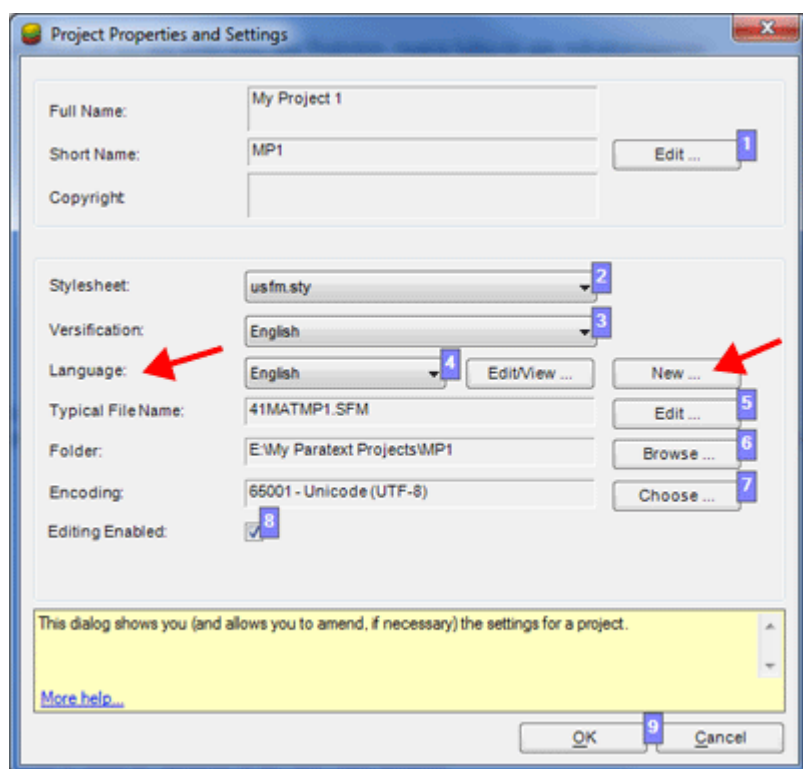 Project Properties and Settings
Full Name: My Project 1
Short Name: MP1 Edit ... 1
Copyright:
Stylesheet: usfm.sty 2
Versification: English 3
Language: English 4 Edit/View ... New ...
Typical File Name: 41MATMP1.SFM Edit ... 5
Folder: E:\My Paratext Projects\MP1 Browse ... 6
Encoding: 65001 - Unicode (UTF-8) Choose ... 7
Editing Enabled: 8
This dialog shows you (and allows you to amend, if necessary) the settings for a project.
More help...
OK 9 Cancel